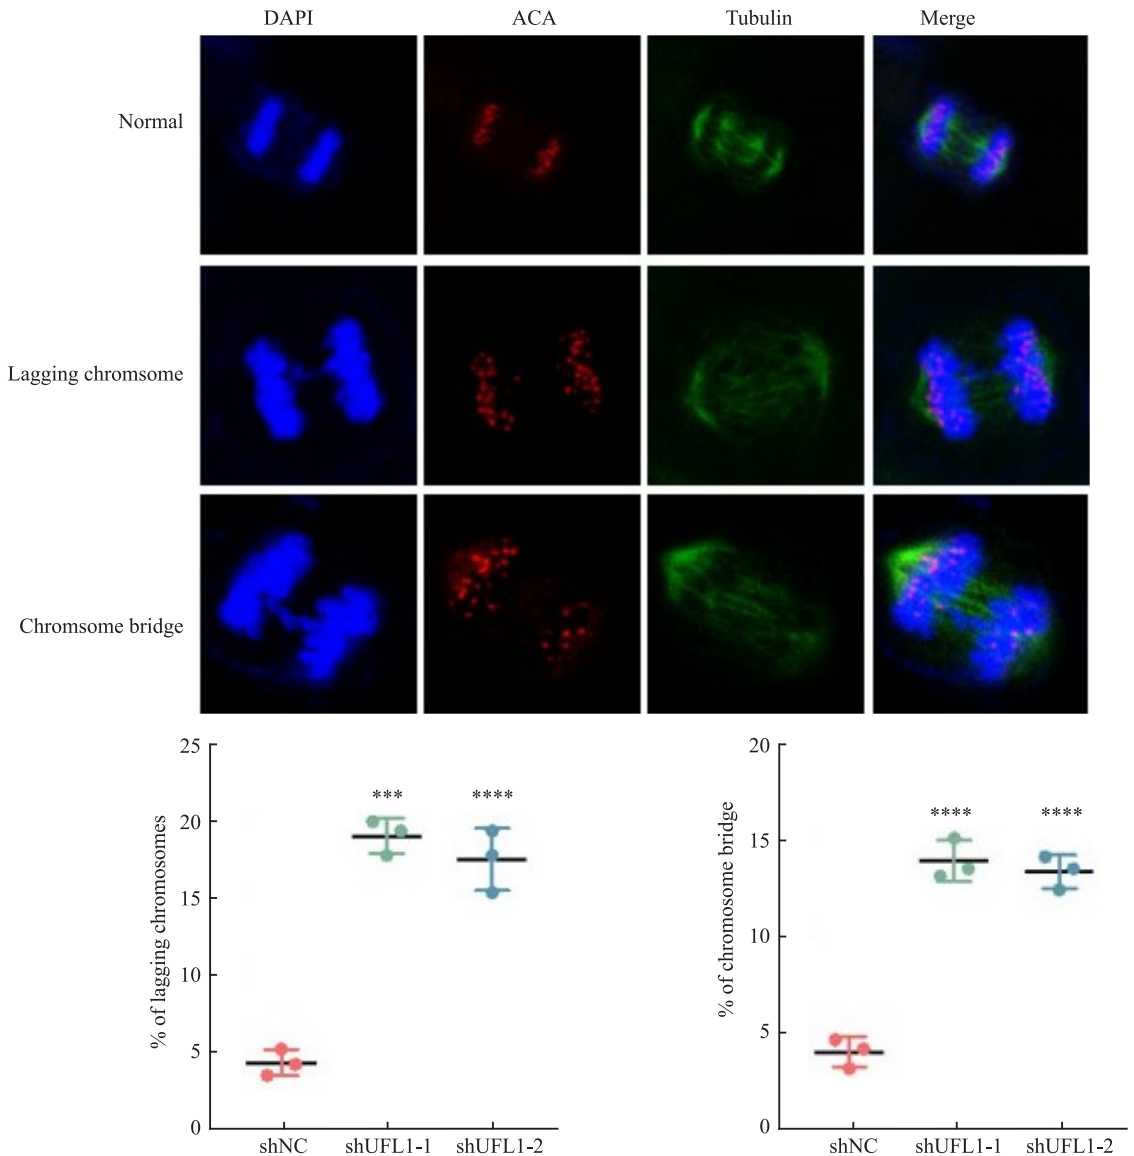 DAPI ACA Tubulin Merge
Normal
Lagging chromsome
Chromsome bridge
% of lagging chromosomes
25
20
15
10
5
0
*** ****
shNC shUFL1-1 shUFL1-2
% of chromosome bridge
20
15
10
5
0
**** ****
shNC shUFL1-1 shUFL1-2